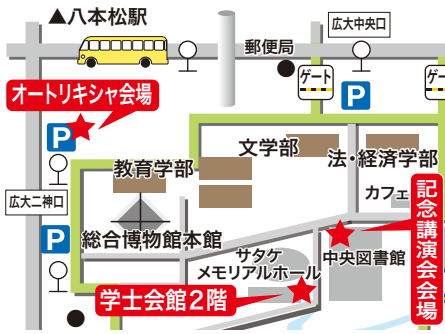 ▲八本松駅
広大中央口
郵便局
ゲート
ゲー
P
オートリキシャ会場
P
文学部
法・経済学部
教育学部
カフェ
広大二神口
P
総合博物館本館
サタケ
メモリアルホール
中央図書館
記念講演会会場
学士会館2階